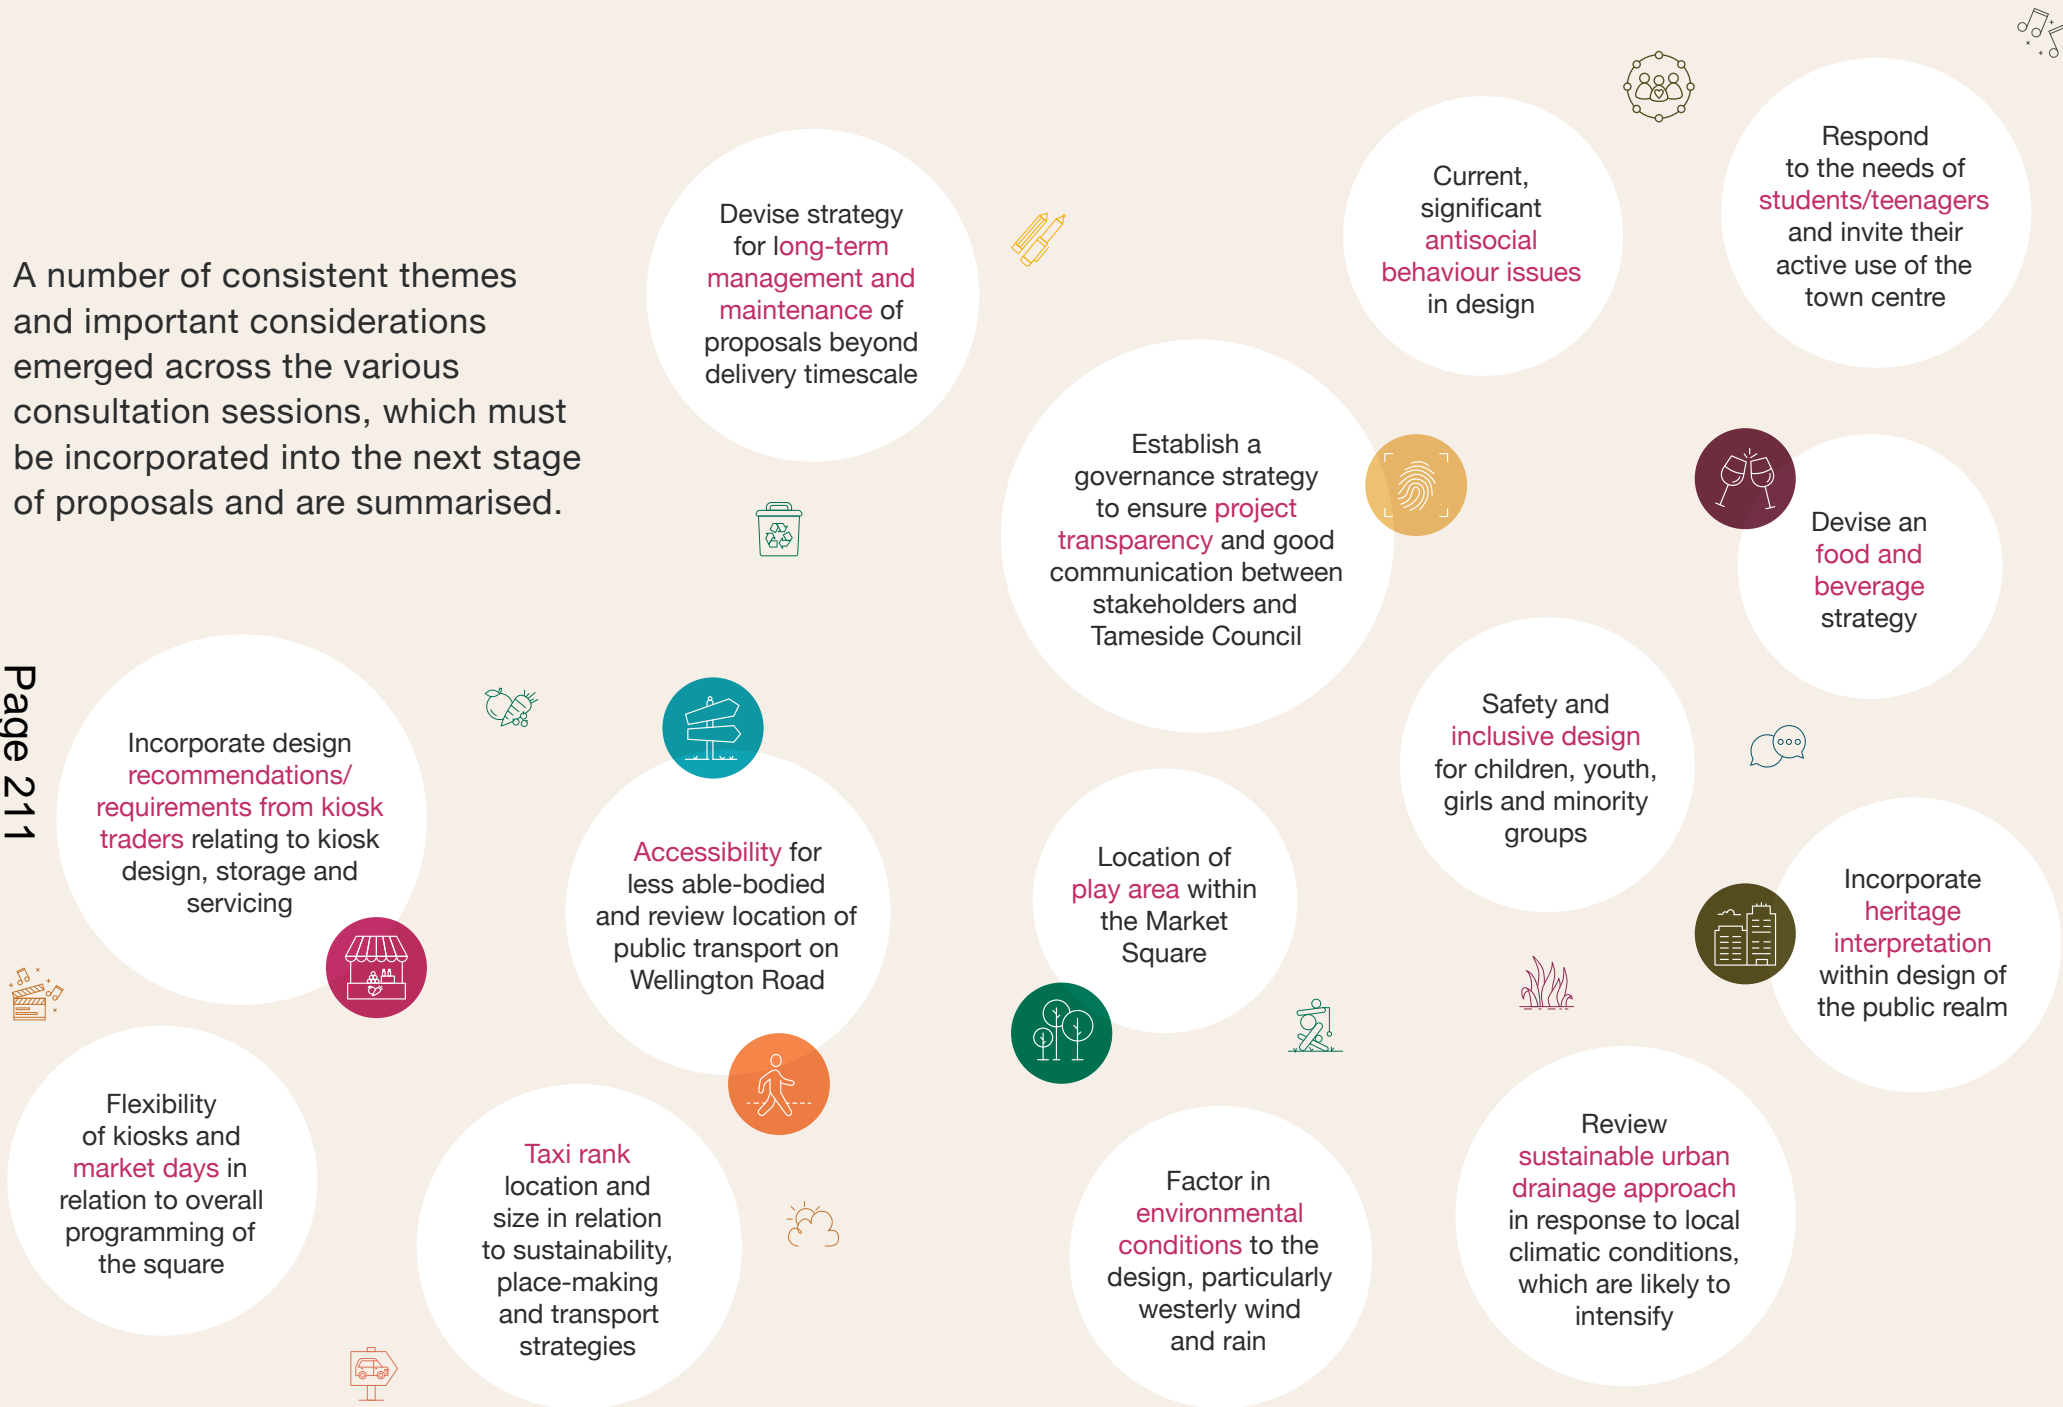 A number of consistent themes
and important considerations
emerged across the various
consultation sessions, which must
be incorporated into the next stage
of proposals and are summarised.
Devise strategy
for long-term
management and
maintenance of
proposals beyond
delivery timescale
Current,
significant
antisocial
behaviour issues
in design
Respond
to the needs of
students/teenagers
and invite their
active use of the
town centre
Establish a
governance strategy
to ensure project
transparency and good
communication between
stakeholders and
Tameside Council
Devise an
food and
beverage
strategy
Page 211
Incorporate design
recommendations/
requirements from kiosk
traders relating to kiosk
design, storage and
servicing
Accessibility for
less able-bodied
and review location of
public transport on
Wellington Road
Location of
play area within
the Market
Square
Safety and
inclusive design
for children, youth,
girls and minority
groups
Incorporate
heritage
interpretation
within design of
the public realm
Flexibility
of kiosks and
market days in
relation to overall
programming of
the square
Taxi rank
location and
size in relation
to sustainability,
place-making
and transport
strategies
Factor in
environmental
conditions to the
design, particularly
westerly wind
and rain
Review
sustainable urban
drainage approach
in response to local
climatic conditions,
which are likely to
intensify